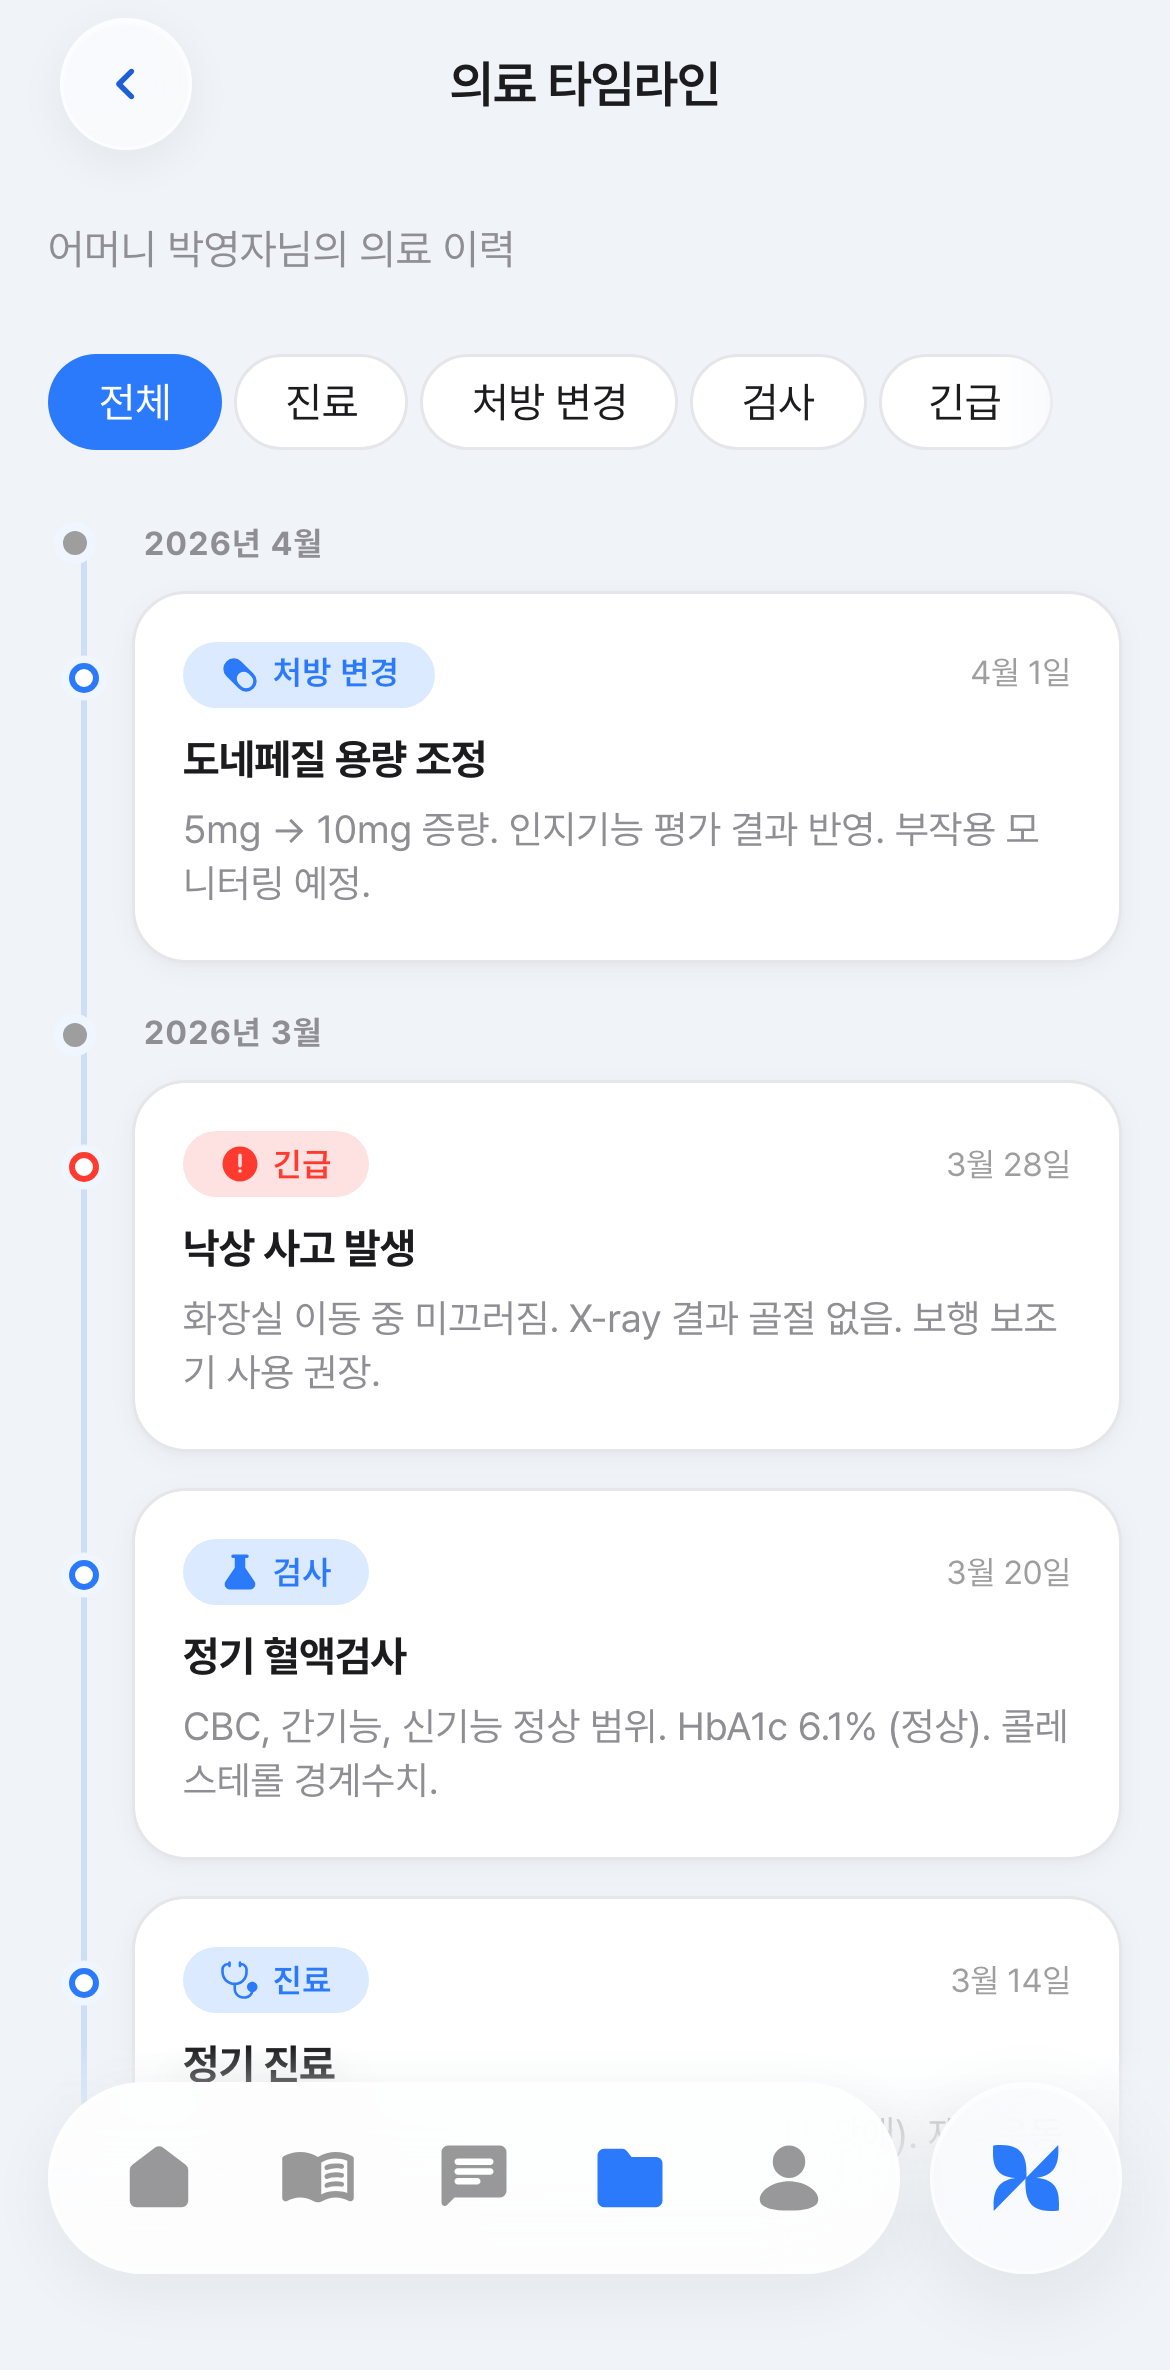 의료 타임라인
어머니 박영자님의 의료 이력
전체 진료 처방 변경 검사 긴급
2026년 4월
처방 변경 4월 1일
도네페질 용량 조정
5mg → 10mg 증량. 인지기능 평가 결과 반영. 부작용 모
니터링 예정.
2026년 3월
긴급 3월 28일
낙상 사고 발생
화장실 이동 중 미끄러짐. X-ray 결과 골절 없음. 보행 보조
기 사용 권장.
검사 3월 20일
정기 혈액검사
CBC, 간기능, 신기능 정상 범위. HbA1c 6.1% (정상). 콜레
스테롤 경계수치.
진료 3월 14일
정기 진료